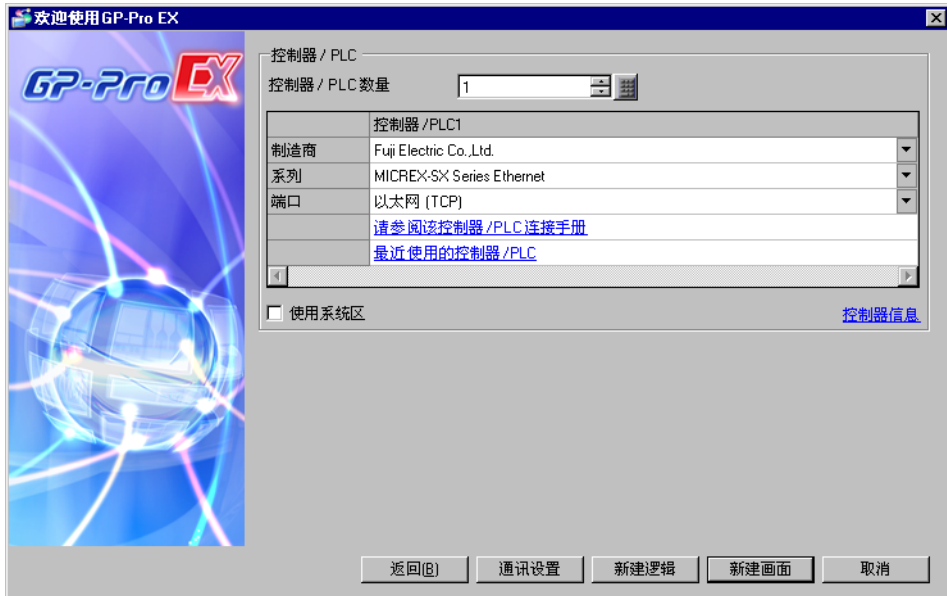 欢迎使用GP-Pro EX
GP-Pro EX
控制器 / PLC
控制器 / PLC 数量 1
控制器 /PLC1
制造商 Fuji Electric Co.,Ltd.
系列 MICREX-SX Series Ethernet
端口 以太网 (TCP)
请参阅该控制器 /PLC 连接手册
最近使用的控制器 /PLC
使用系统区 控制器信息
返回(B) 通讯设置 新建逻辑 新建画面 取消